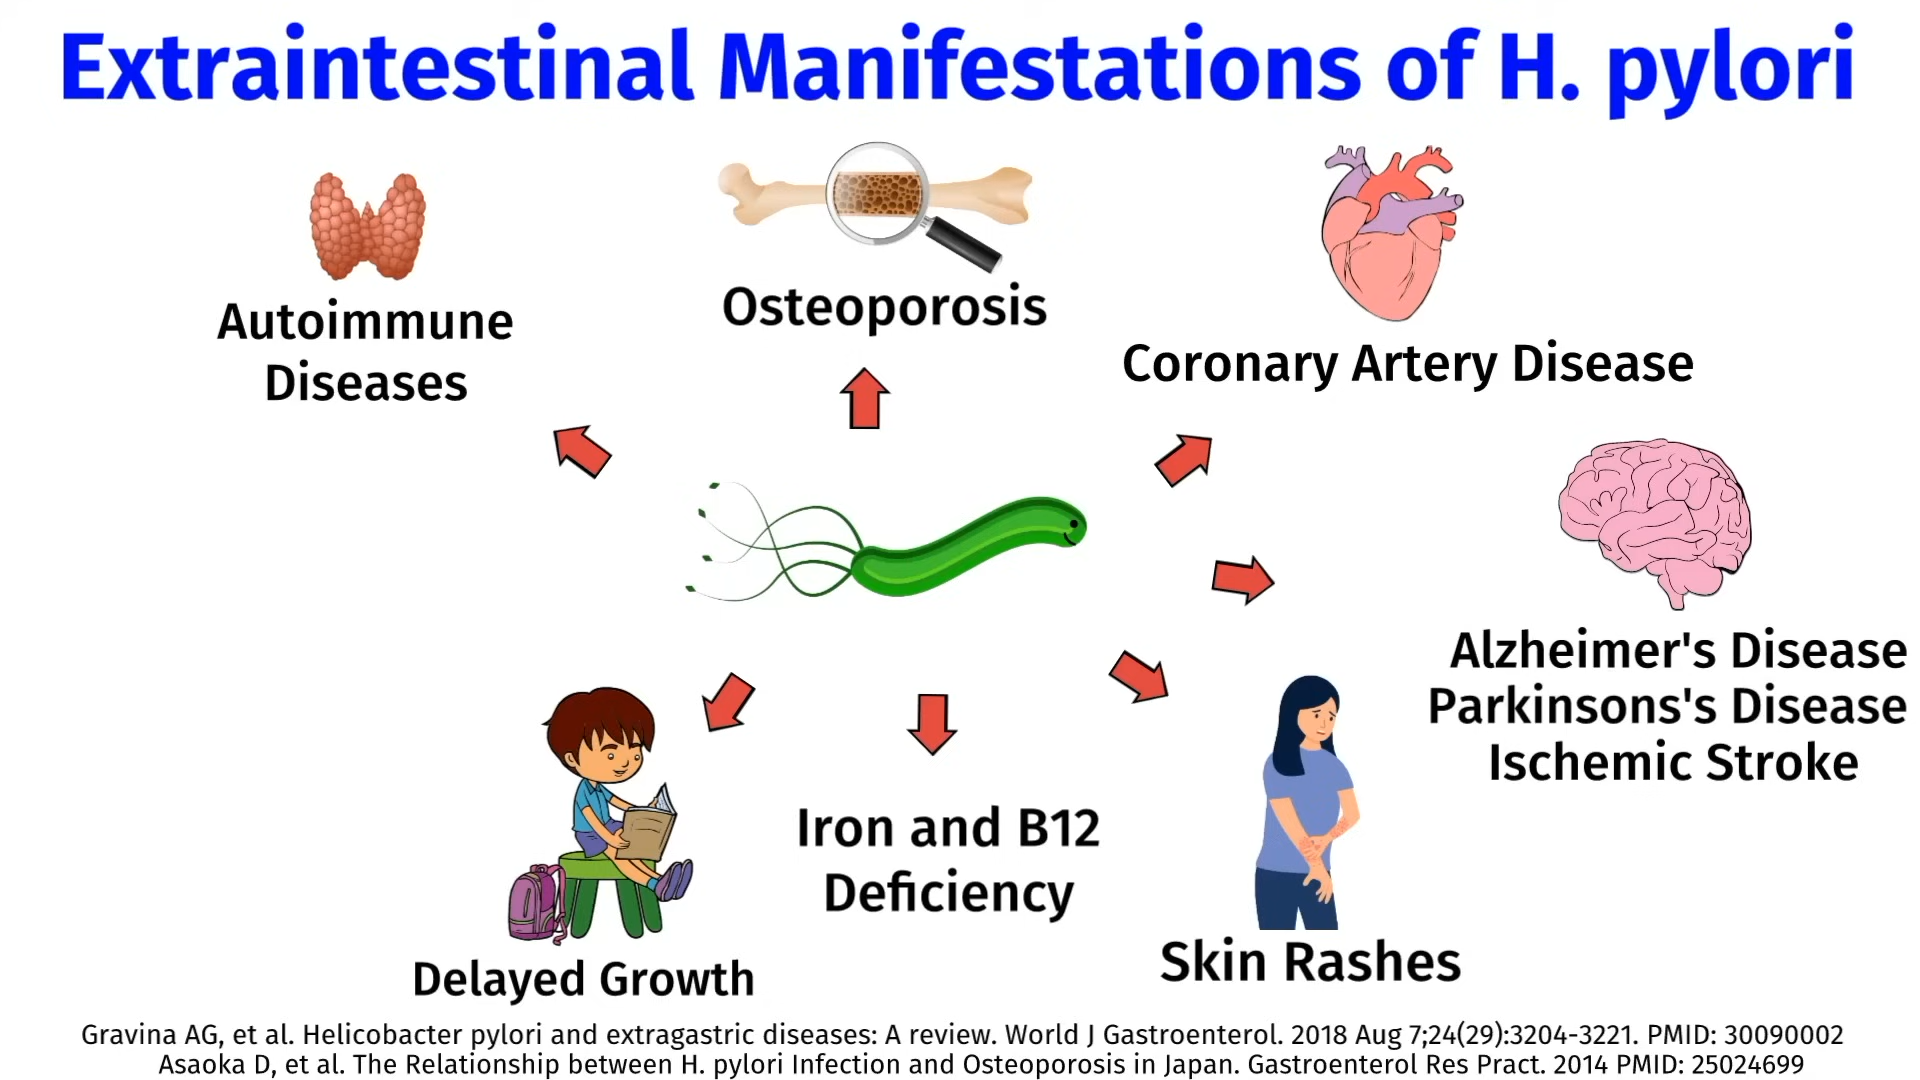 Extraintestinal Manifestations of H. pylori
Autoimmune
Diseases
Osteoporosis
Coronary Artery Disease
Alzheimer's Disease
Parkinsons's Disease
Ischemic Stroke
Delayed Growth
Iron and B12
Deficiency
Skin Rashes
Gravina AG, et al. Helicobacter pylori and extragastric diseases: A review. World J Gastroenterol. 2018 Aug 7;24(29):3204-3221. PMID: 30090002
Asaoka D, et al. The Relationship between H. pylori Infection and Osteoporosis in Japan. Gastroenterol Res Pract. 2014 PMID: 25024699